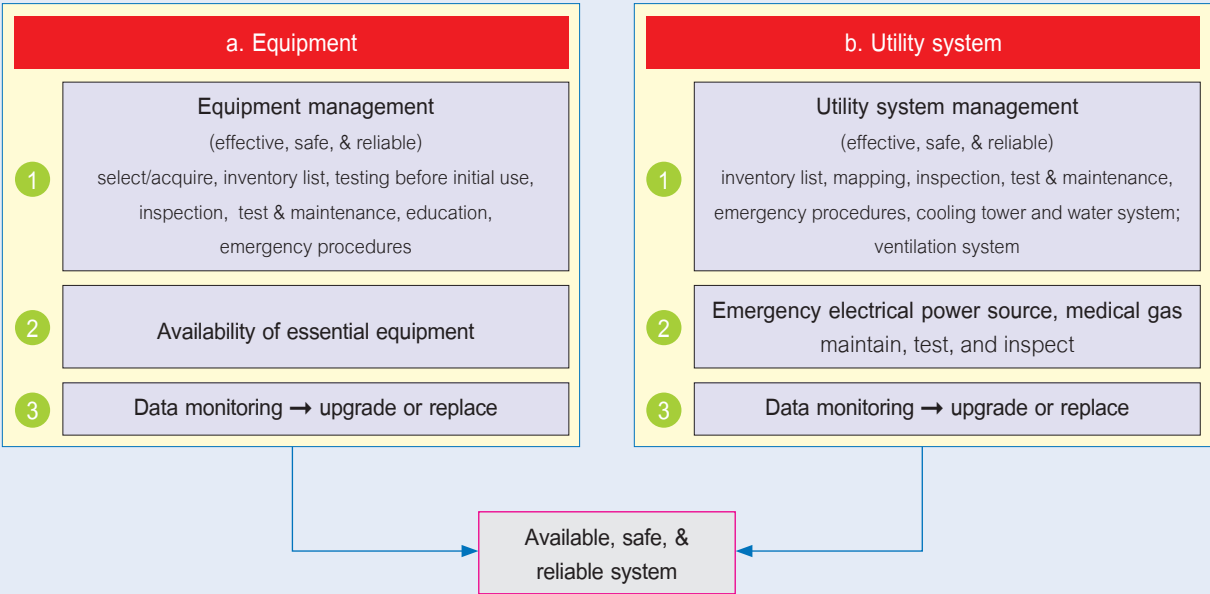 a. Equipment
1
Equipment management
(effective, safe, & reliable)
select/acquire, inventory list, testing before initial use,
inspection, test & maintenance, education,
emergency procedures
2
Availability of essential equipment
3
Data monitoring → upgrade or replace
b. Utility system
1
Utility system management
(effective, safe, & reliable)
inventory list, mapping, inspection, test & maintenance,
emergency procedures, cooling tower and water system;
ventilation system
2
Emergency electrical power source, medical gas
maintain, test, and inspect
3
Data monitoring → upgrade or replace
Available, safe, &
reliable system